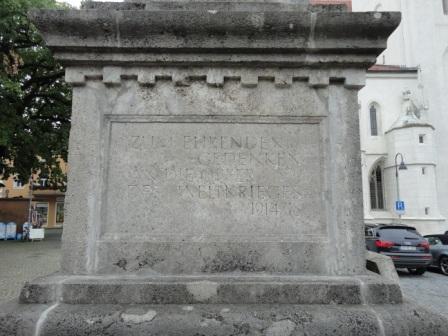 ZUM EHRENDEN
GEDENKEN
DES WELTKRIEGES
1914